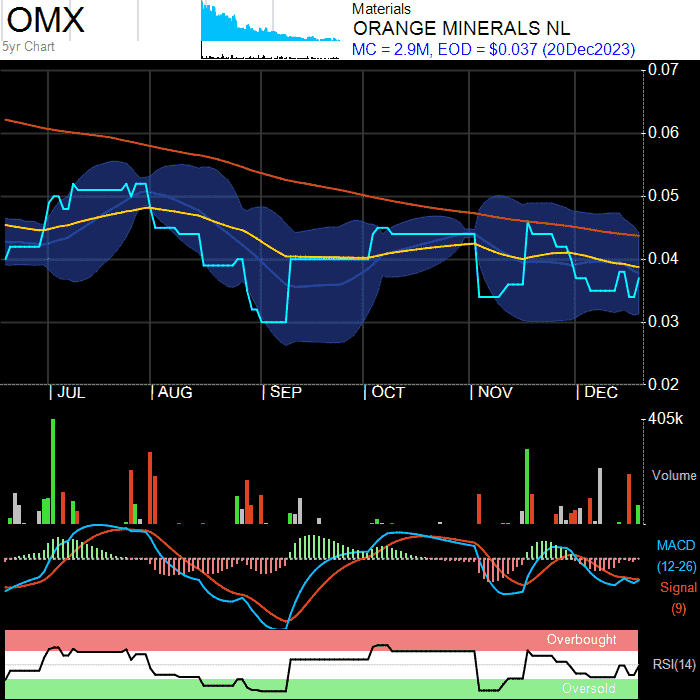 OMX
5yr Chart
Materials
ORANGE MINERALS NL
MC = 2.9M, EOD = $0.037 (20Dec2023)
0.07
0.06
0.05
0.04
0.03
0.02
| JUL | AUG | SEP | OCT | NOV | DEC
405k
Volume
MACD
(12-26)
Signal
(9)
Overbought
RSI(14)
Oversold